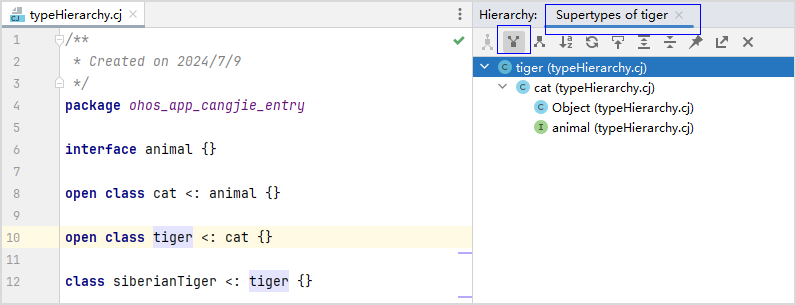 typeHierarchy.cj
Hierarchy: Supertypes of tiger
1 /**
2  * Created on 2024/7/9
3  */
4 package ohos_app_cangjie_entry
5
6 interface animal {}
7
8 open class cat <: animal {}
9
10 open class tiger <: cat {}
11
12 class siberianTiger <: tiger {}
tiger (typeHierarchy.cj)
cat (typeHierarchy.cj)
Object (typeHierarchy.cj)
animal (typeHierarchy.cj)